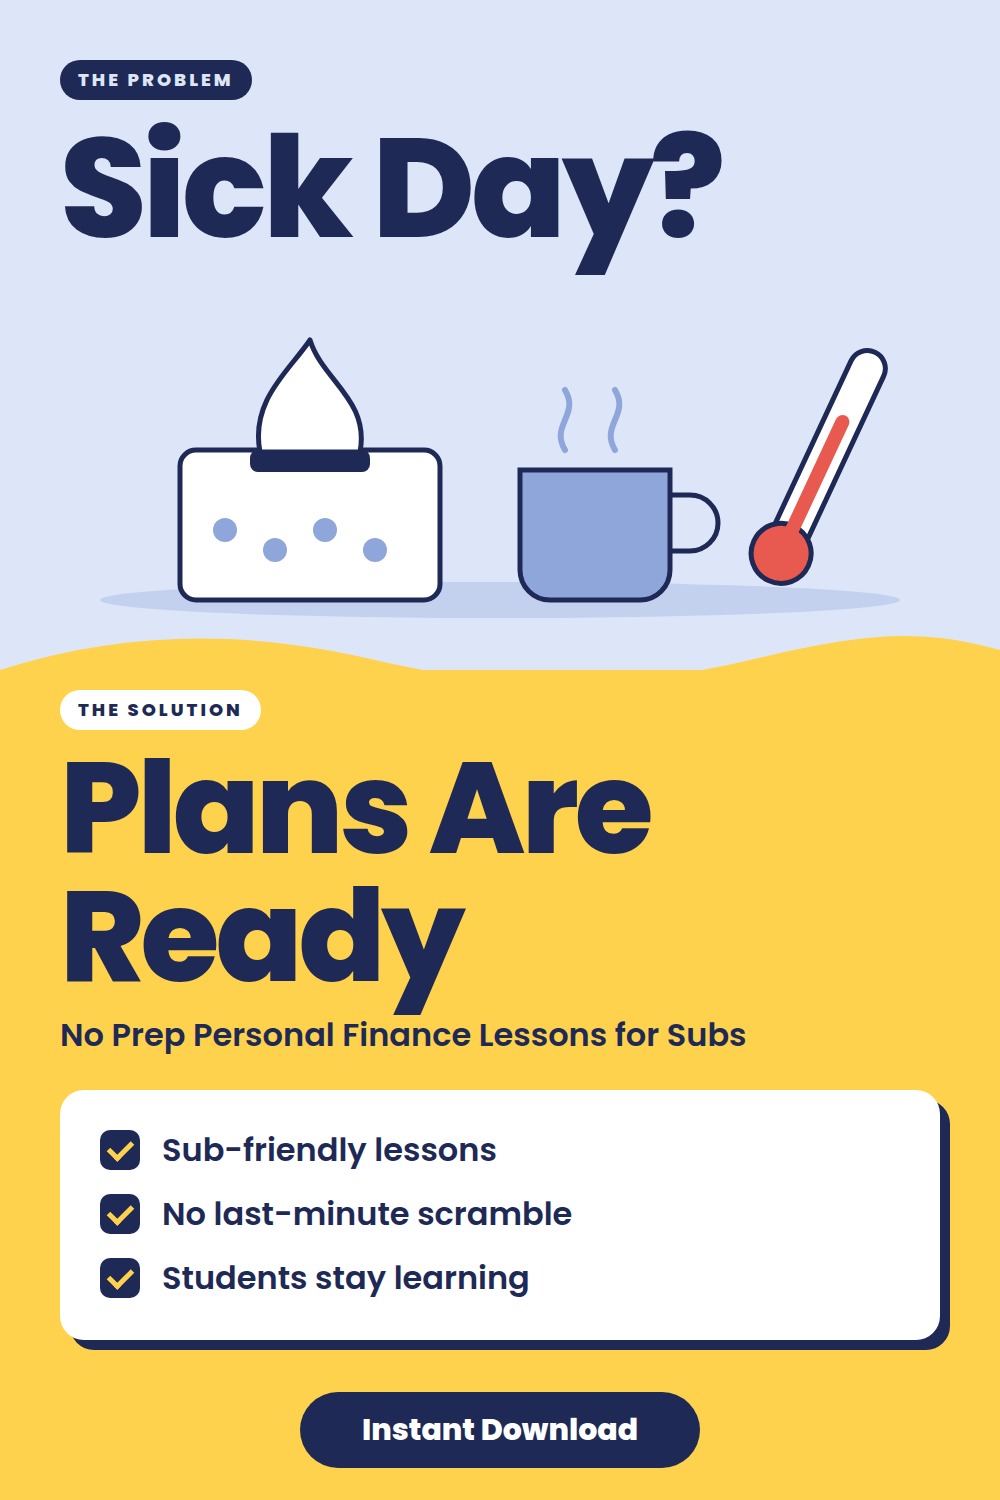 THE PROBLEM
Sick Day?
THE SOLUTION
Plans Are
Ready
No Prep Personal Finance Lessons for Subs
Sub-friendly lessons
No last-minute scramble
Students stay learning
Instant Download